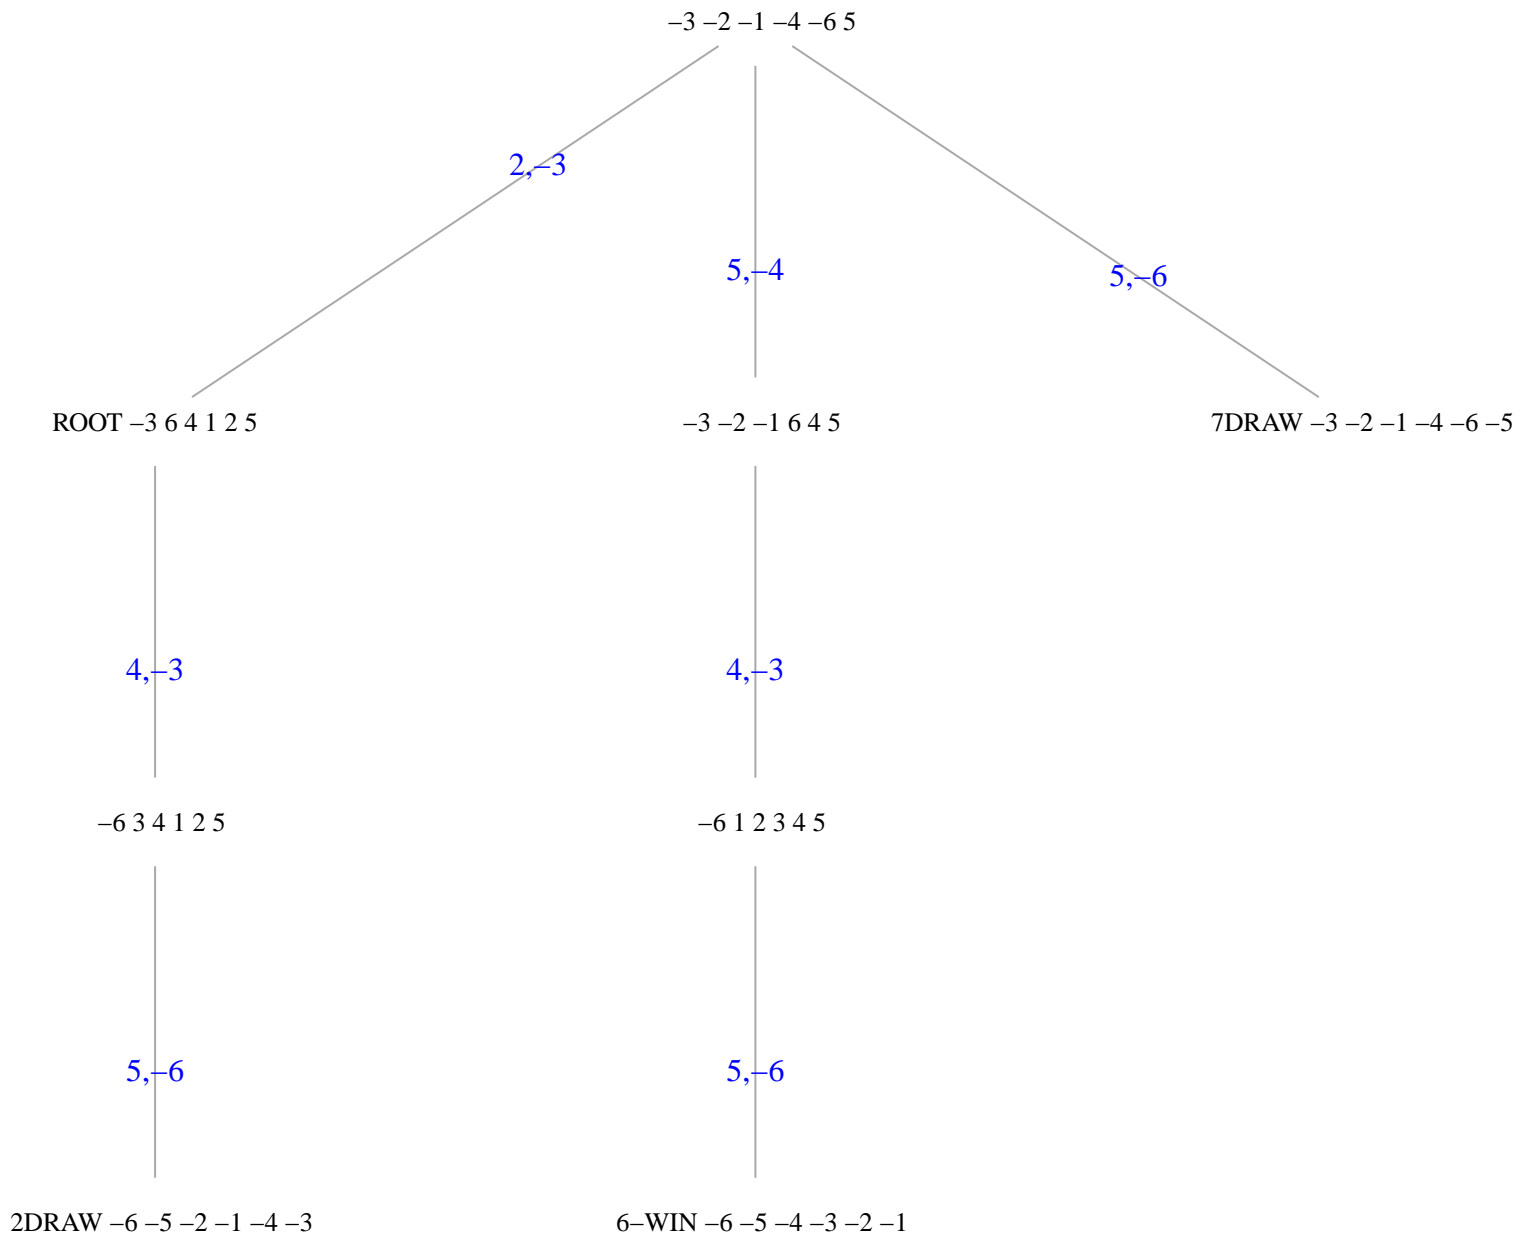 –3 –2 –1 –4 –6 5
2,–3
5,–4
5,–6
ROOT –3 6 4 1 2 5
–3 –2 –1 6 4 5
7DRAW –3 –2 –1 –4 –6 –5
4,–3
4,–3
–6 3 4 1 2 5
–6 1 2 3 4 5
5,–6
5,–6
2DRAW –6 –5 –2 –1 –4 –3
6–WIN –6 –5 –4 –3 –2 –1